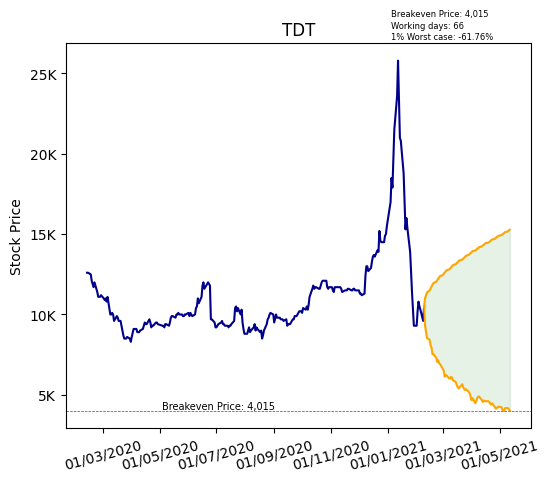 Breakeven Price: 4,015
Working days: 66
1% Worst case: -61.76%
TDT
Stock Price
25K
20K
15K
10K
5K
Breakeven Price: 4,015
01/03/2020
01/05/2020
01/07/2020
01/09/2020
01/11/2020
01/01/2021
01/03/2021
01/05/2021